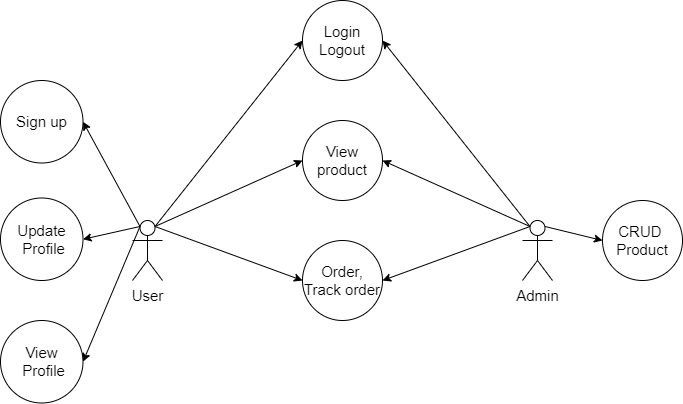 Login
Logout
Sign up
View
product
Update
Profile
CRUD
Product
Order,
Track order
User
Admin
View
Profile